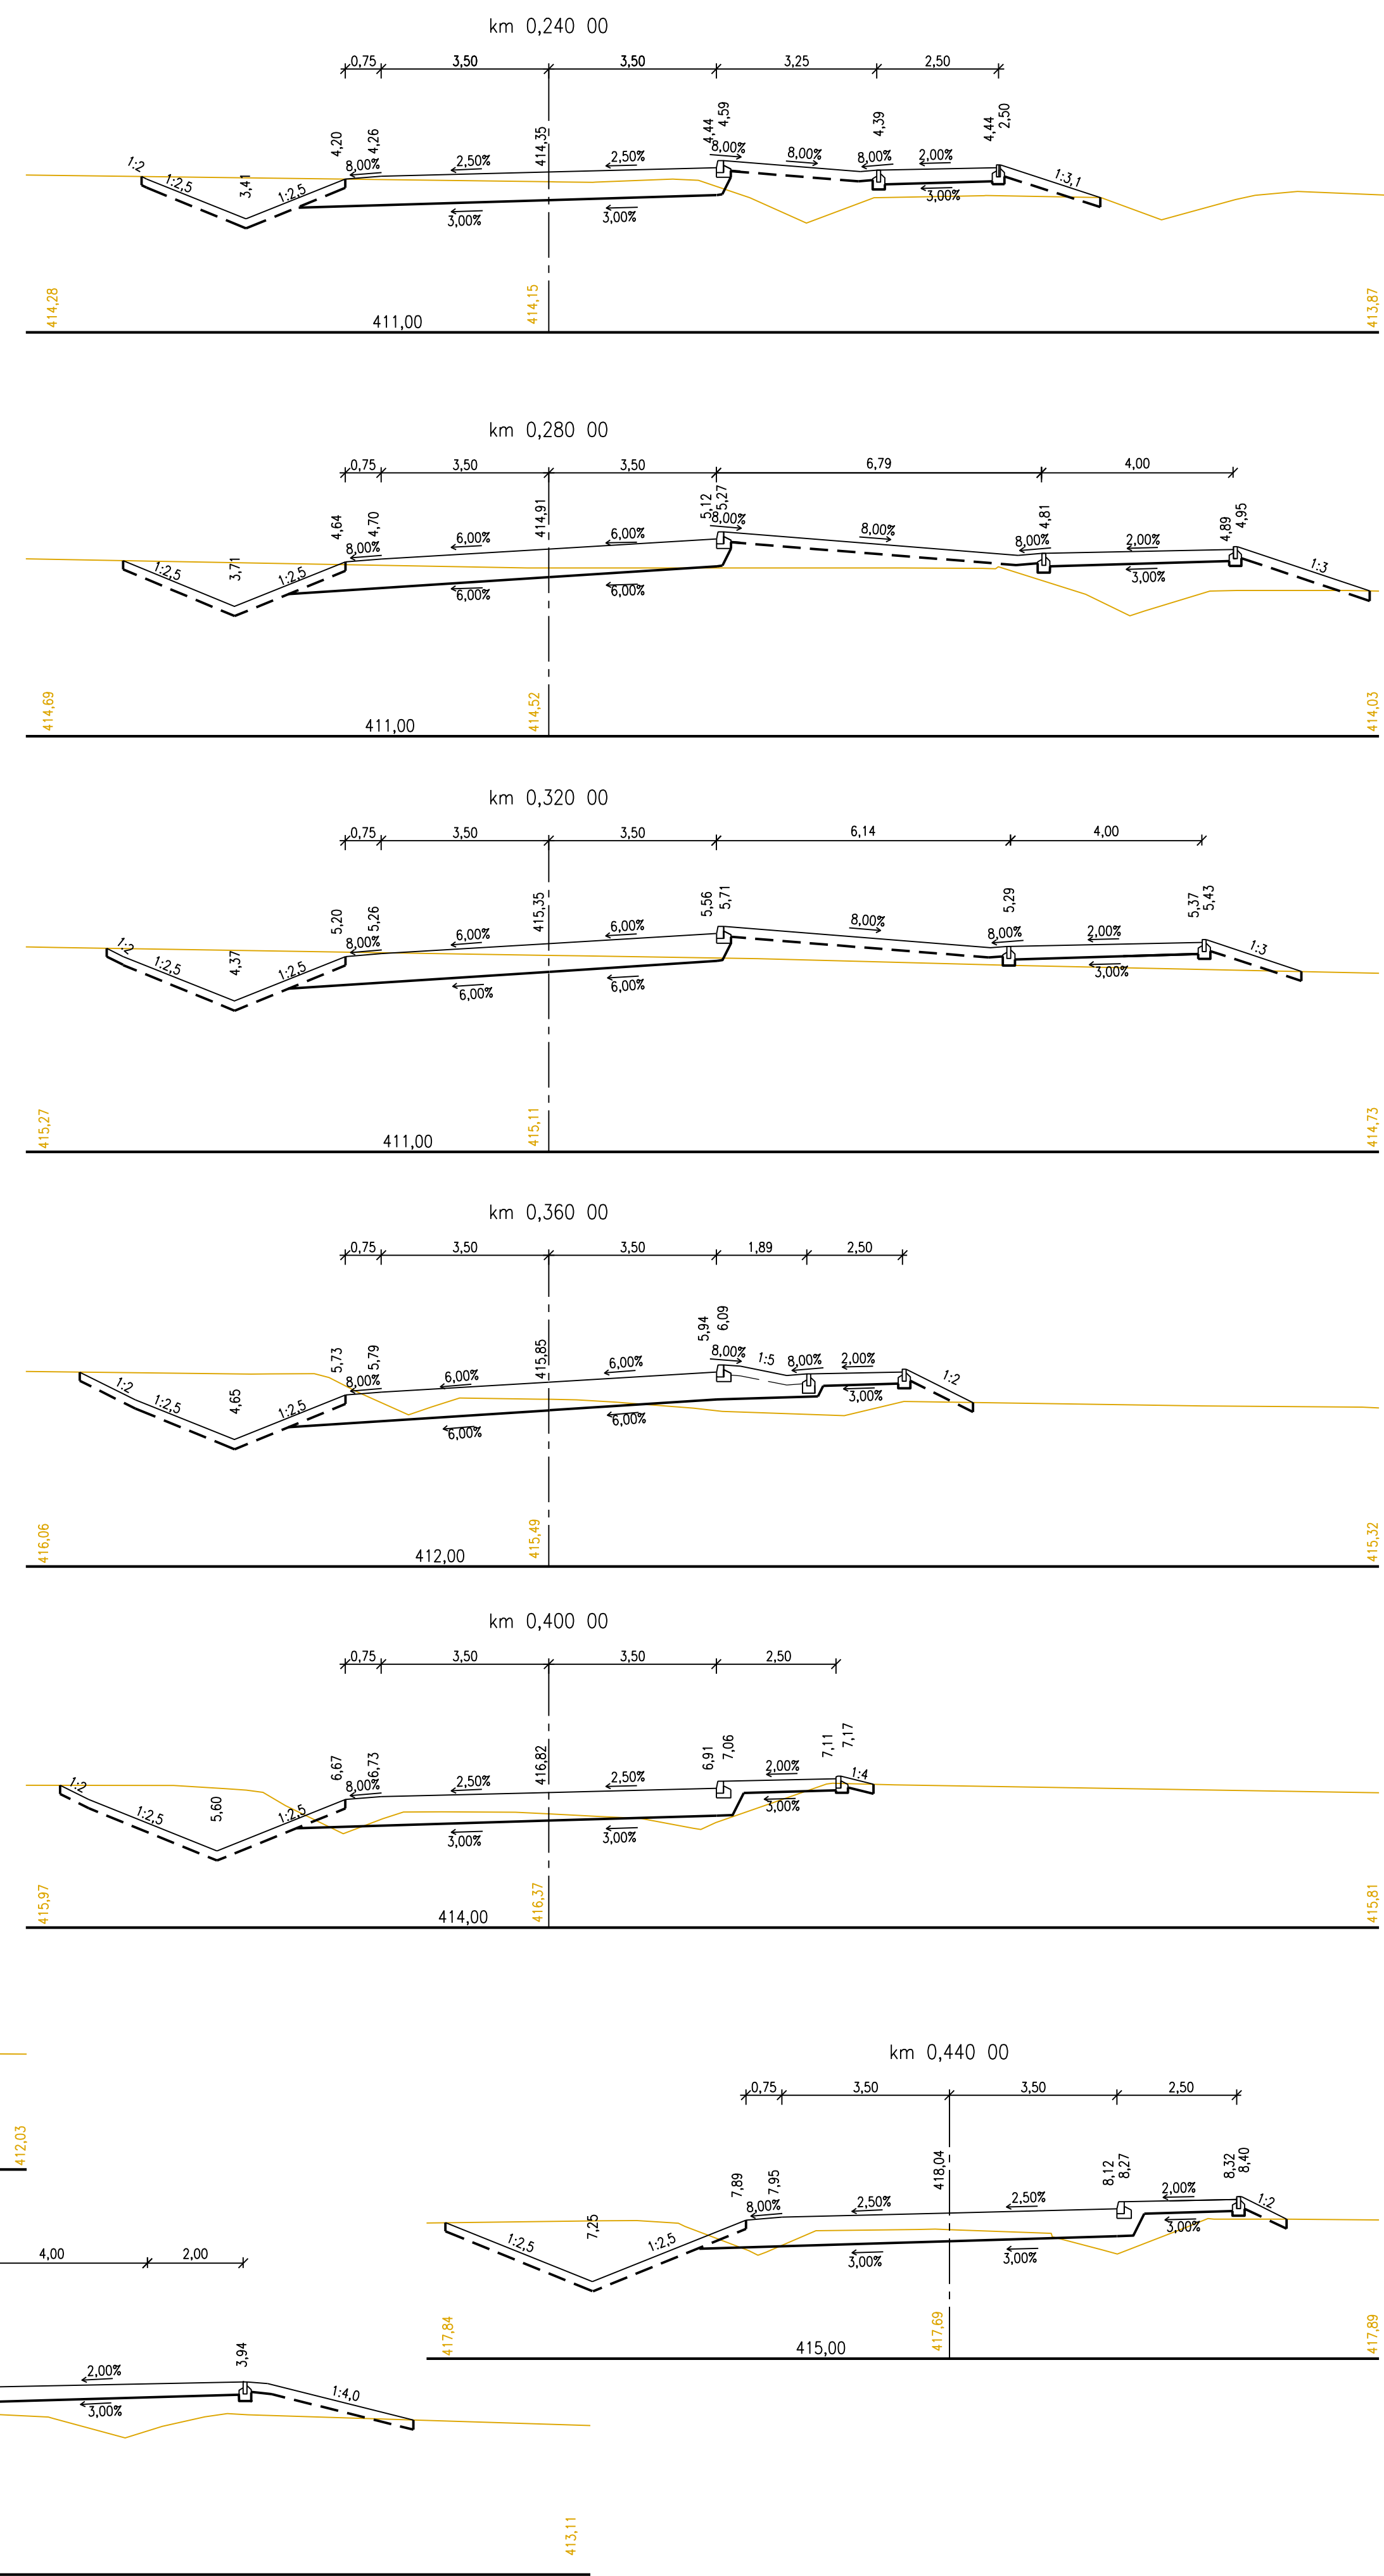 km 0,240 00
0,75 3,50 3,50 3,25 2,50
4,20 4,26 414,35 4,44 4,59 4,39 4,44 2,50
1:2 1:2,5 3,41 1:2,5 8,00% 2,50% 2,50% 8,00% 8,00% 8,00% 2,00% 1:3,1
3,00% 3,00% 3,00%
414,28 414,15 413,87
411,00
km 0,280 00
0,75 3,50 3,50 6,79 4,00
4,64 4,70 414,91 5,12 5,27 4,81 4,89 4,95
1:2,5 3,71 1:2,5 8,00% 6,00% 6,00% 8,00% 8,00% 8,00% 2,00% 1:3
6,00% 6,00% 3,00%
414,69 414,52 414,03
411,00
km 0,320 00
0,75 3,50 3,50 6,14 4,00
5,20 5,26 415,35 5,56 5,71 5,29 5,37 5,43
1:2 1:2,5 4,37 1:2,5 8,00% 6,00% 6,00% 8,00% 8,00% 2,00% 1:3
6,00% 6,00% 3,00%
415,27 415,11 414,73
411,00
km 0,360 00
0,75 3,50 3,50 1,89 2,50
5,73 5,79 415,85 5,94 6,09
1:2 1:2,5 4,65 1:2,5 8,00% 6,00% 6,00% 8,00% 1:5 8,00% 2,00% 1:2
6,00% 6,00% 3,00%
416,06 415,49 415,32
412,00
km 0,400 00
0,75 3,50 3,50 2,50
6,67 6,73 416,82 6,91 7,06 7,11 7,17
1:2 1:2,5 5,60 1:2,5 8,00% 2,50% 2,50% 2,00% 1:4
3,00% 3,00% 3,00%
415,97 416,37 415,81
414,00
km 0,440 00
0,75 3,50 3,50 2,50
412,03
7,89 7,95 418,04 8,12 8,27 8,32 8,40
1:2,5 7,25 1:2,5 8,00% 2,50% 2,50% 2,00% 1:2
3,00% 3,00% 3,00%
417,84 417,69 417,89
415,00
4,00 2,00
3,94
2,00% 1:4,0
3,00%
413,11